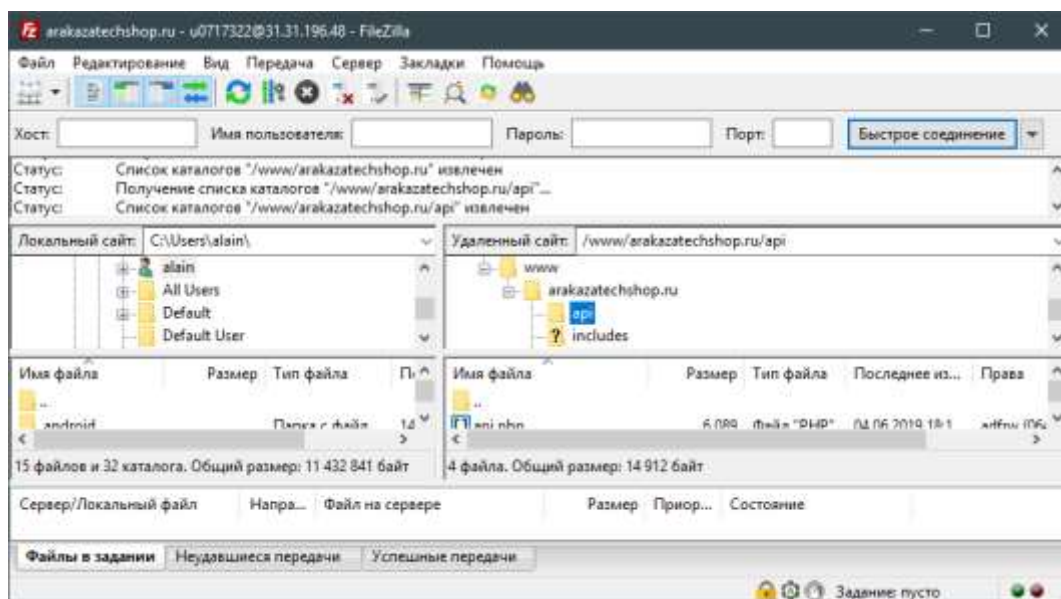 arakazatechshop.ru - u0717322@31.31.196.48 - FileZilla
Файл Редактирование Вид Передача Сервер Закладки Помощь
Хост: Имя пользователя: Пароль: Порт: Быстрое соединение
Статус: Список каталогов "/www/arakazatechshop.ru" извлечен
Статус: Получение списка каталогов "/www/arakazatechshop.ru/api"...
Статус: Список каталогов "/www/arakazatechshop.ru/api" извлечен
Локальный сайт: C:\Users\alain\ Удаленный сайт: /www/arakazatechshop.ru/api
alain www
All Users arakazatechshop.ru
Default api
Default User includes
Имя файла Размер Тип файла Имя файла Размер Тип файла Последнее из... Права
.. ..
android Папка с файл api.php 6 089 Файл "PHP" 04.06.2019 18:1
15 файлов и 32 каталога. Общий размер: 11 432 841 байт 4 файла. Общий размер: 14 912 байт
Сервер/Локальный файл Напра... Файл на сервере Размер Приор... Состояние
Файлы в задании Неудавшиеся передачи Успешные передачи
Задание: пусто